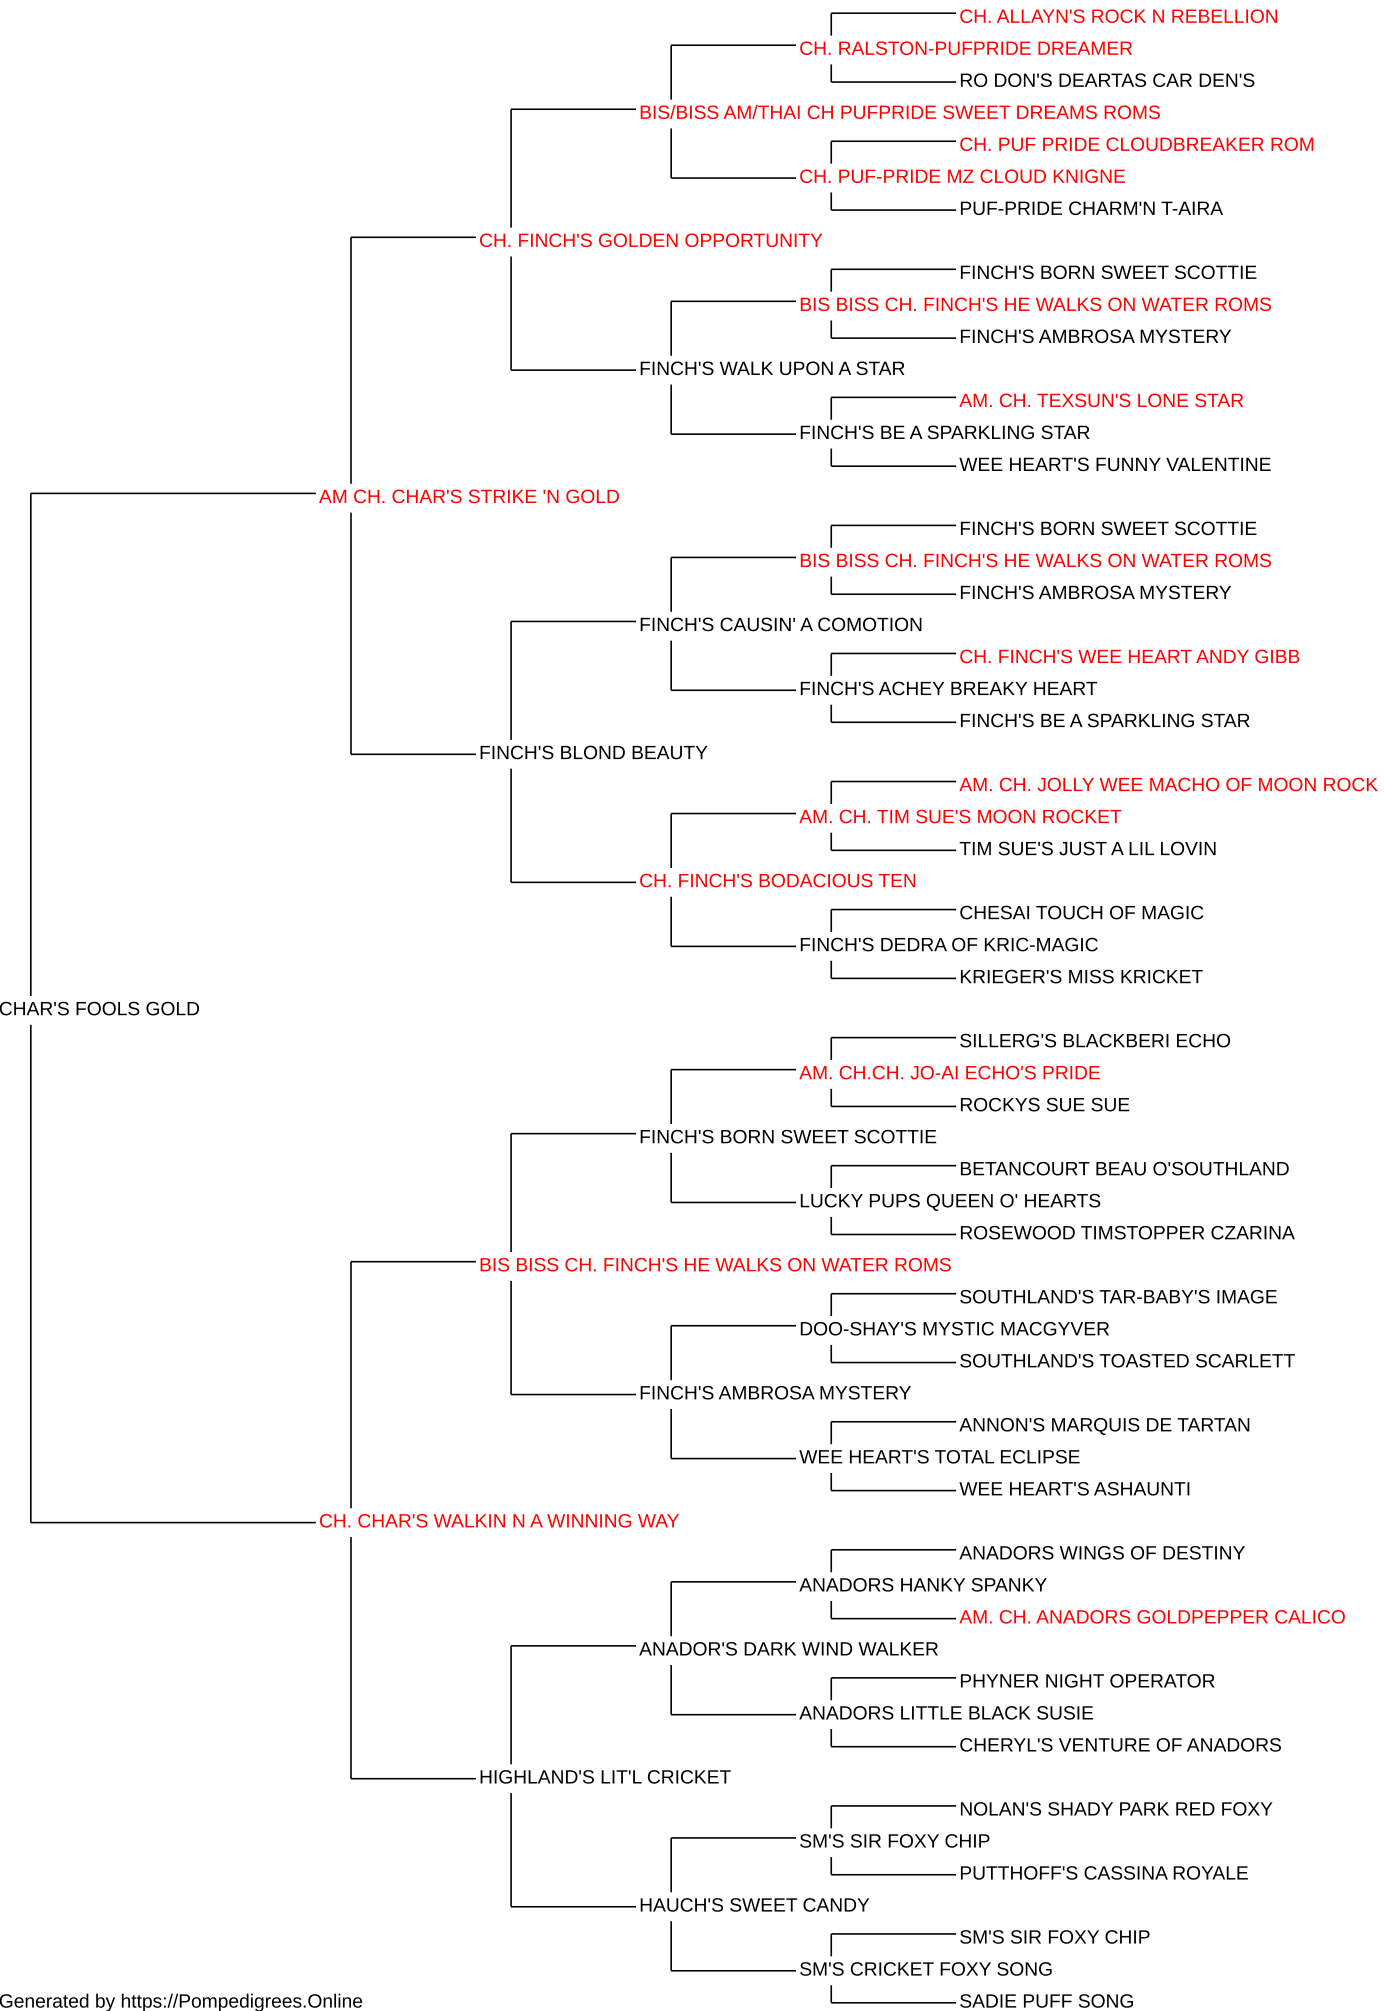 CH. ALLAYN'S ROCK N REBELLION
CH. RALSTON-PUFPRIDE DREAMER
RO DON'S DEARTAS CAR DEN'S
BIS/BISS AM/THAI CH PUFPRIDE SWEET DREAMS ROMS
CH. PUF PRIDE CLOUDBREAKER ROM
CH. PUF-PRIDE MZ CLOUD KNIGNE
PUF-PRIDE CHARM'N T-AIRA
CH. FINCH'S GOLDEN OPPORTUNITY
FINCH'S BORN SWEET SCOTTIE
BIS BISS CH. FINCH'S HE WALKS ON WATER ROMS
FINCH'S AMBROSA MYSTERY
FINCH'S WALK UPON A STAR
AM. CH. TEXSUN'S LONE STAR
FINCH'S BE A SPARKLING STAR
WEE HEART'S FUNNY VALENTINE
AM CH. CHAR'S STRIKE 'N GOLD
FINCH'S BORN SWEET SCOTTIE
BIS BISS CH. FINCH'S HE WALKS ON WATER ROMS
FINCH'S AMBROSA MYSTERY
FINCH'S CAUSIN' A COMOTION
CH. FINCH'S WEE HEART ANDY GIBB
FINCH'S ACHEY BREAKY HEART
FINCH'S BE A SPARKLING STAR
FINCH'S BLOND BEAUTY
AM. CH. JOLLY WEE MACHO OF MOON ROCK
AM. CH. TIM SUE'S MOON ROCKET
TIM SUE'S JUST A LIL LOVIN
CH. FINCH'S BODACIOUS TEN
CHESAI TOUCH OF MAGIC
FINCH'S DEDRA OF KRIC-MAGIC
KRIEGER'S MISS KRICKET
CHAR'S FOOLS GOLD
SILLERG'S BLACKBERI ECHO
AM. CH.CH. JO-AI ECHO'S PRIDE
ROCKYS SUE SUE
FINCH'S BORN SWEET SCOTTIE
BETANCOURT BEAU O'SOUTHLAND
LUCKY PUPS QUEEN O' HEARTS
ROSEWOOD TIMSTOPPER CZARINA
BIS BISS CH. FINCH'S HE WALKS ON WATER ROMS
SOUTHLAND'S TAR-BABY'S IMAGE
DOO-SHAY'S MYSTIC MACGYVER
SOUTHLAND'S TOASTED SCARLETT
FINCH'S AMBROSA MYSTERY
ANNON'S MARQUIS DE TARTAN
WEE HEART'S TOTAL ECLIPSE
WEE HEART'S ASHAUNTI
CH. CHAR'S WALKIN N A WINNING WAY
ANADORS WINGS OF DESTINY
ANADORS HANKY SPANKY
AM. CH. ANADORS GOLDPEPPER CALICO
ANADOR'S DARK WIND WALKER
PHYNER NIGHT OPERATOR
ANADORS LITTLE BLACK SUSIE
CHERYL'S VENTURE OF ANADORS
HIGHLAND'S LIT'L CRICKET
NOLAN'S SHADY PARK RED FOXY
SM'S SIR FOXY CHIP
PUTTHOFF'S CASSINA ROYALE
HAUCH'S SWEET CANDY
SM'S SIR FOXY CHIP
SM'S CRICKET FOXY SONG
SADIE PUFF SONG
Generated by https://Pompedigrees.Online